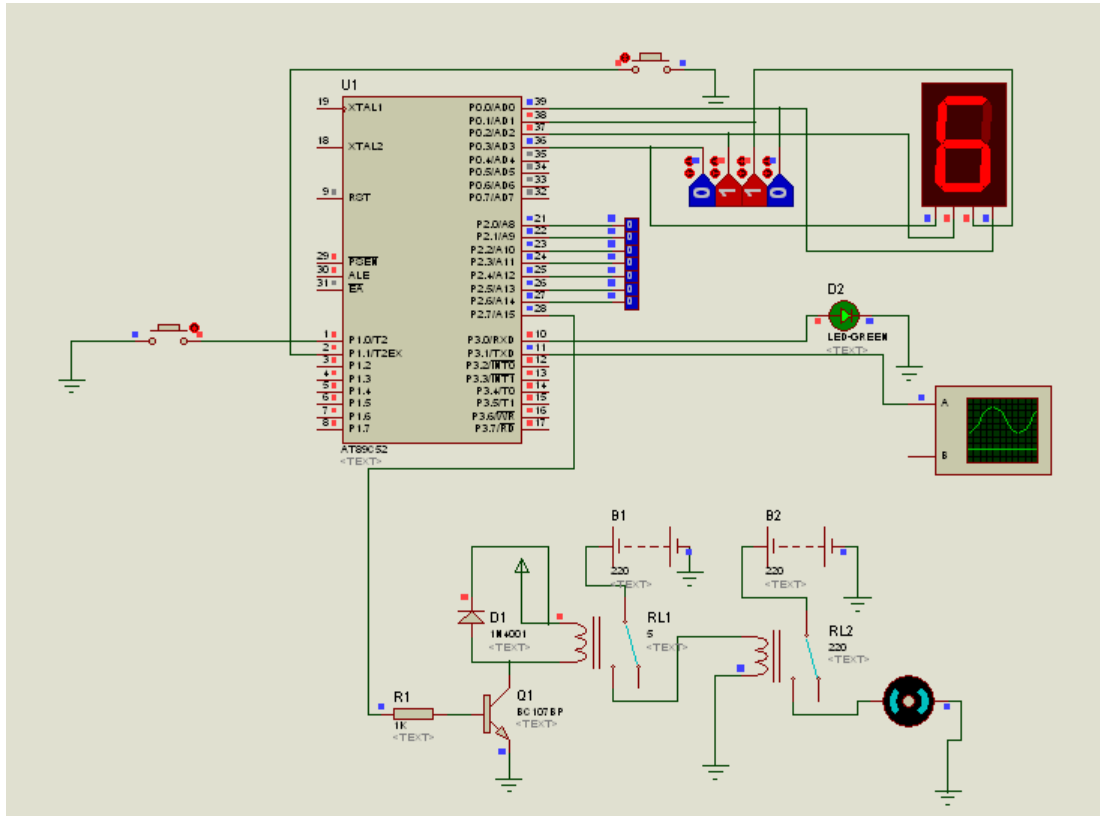 U1
19 XTAL1
18 XTAL2
9 RST
29 PSEN
30 ALE
31 EA
1 P1.0/T2
2 P1.1/T2EX
3 P1.2
4 P1.3
5 P1.4
6 P1.5
7 P1.6
8 P1.7
P0.0/AD0 39
P0.1/AD1 38
P0.2/AD2 37
P0.3/AD3 36
P0.4/AD4 35
P0.5/AD5 34
P0.6/AD6 33
P0.7/AD7 32
P2.0/A8 21
P2.1/A9 22
P2.2/A10 23
P2.3/A11 24
P2.4/A12 25
P2.5/A13 26
P2.6/A14 27
P2.7/A15 28
P3.0/RXD 10
P3.1/TXD 11
P3.2/INT0 12
P3.3/INT1 13
P3.4/T0 14
P3.5/T1 15
P3.6/WR 16
P3.7/RD 17
AT89C52
<TEXT>
0 1 1 0
6
0
0
0
0
0
0
0
D2
LED-GREEN
<TEXT>
A
B
B1
220
<TEXT>
B2
220
<TEXT>
D1
1N4001
<TEXT>
RL1
5
<TEXT>
RL2
220
<TEXT>
R1
1K
<TEXT>
Q1
BC107BP
<TEXT>